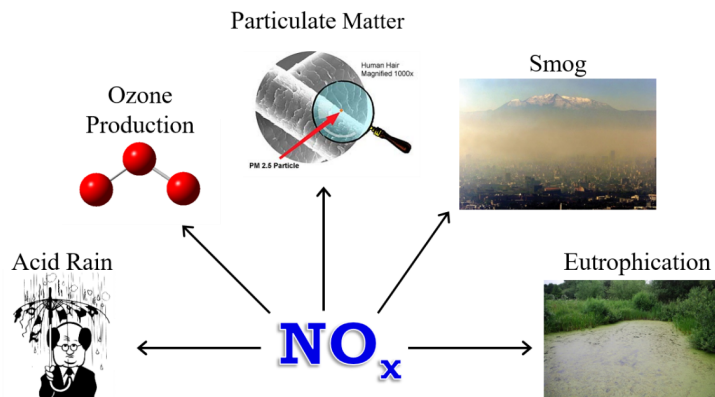 Particulate Matter
Human Hair
Magnified 1000x
PM 2.5 Particle
Ozone
Production
Smog
Acid Rain
Eutrophication
NOx